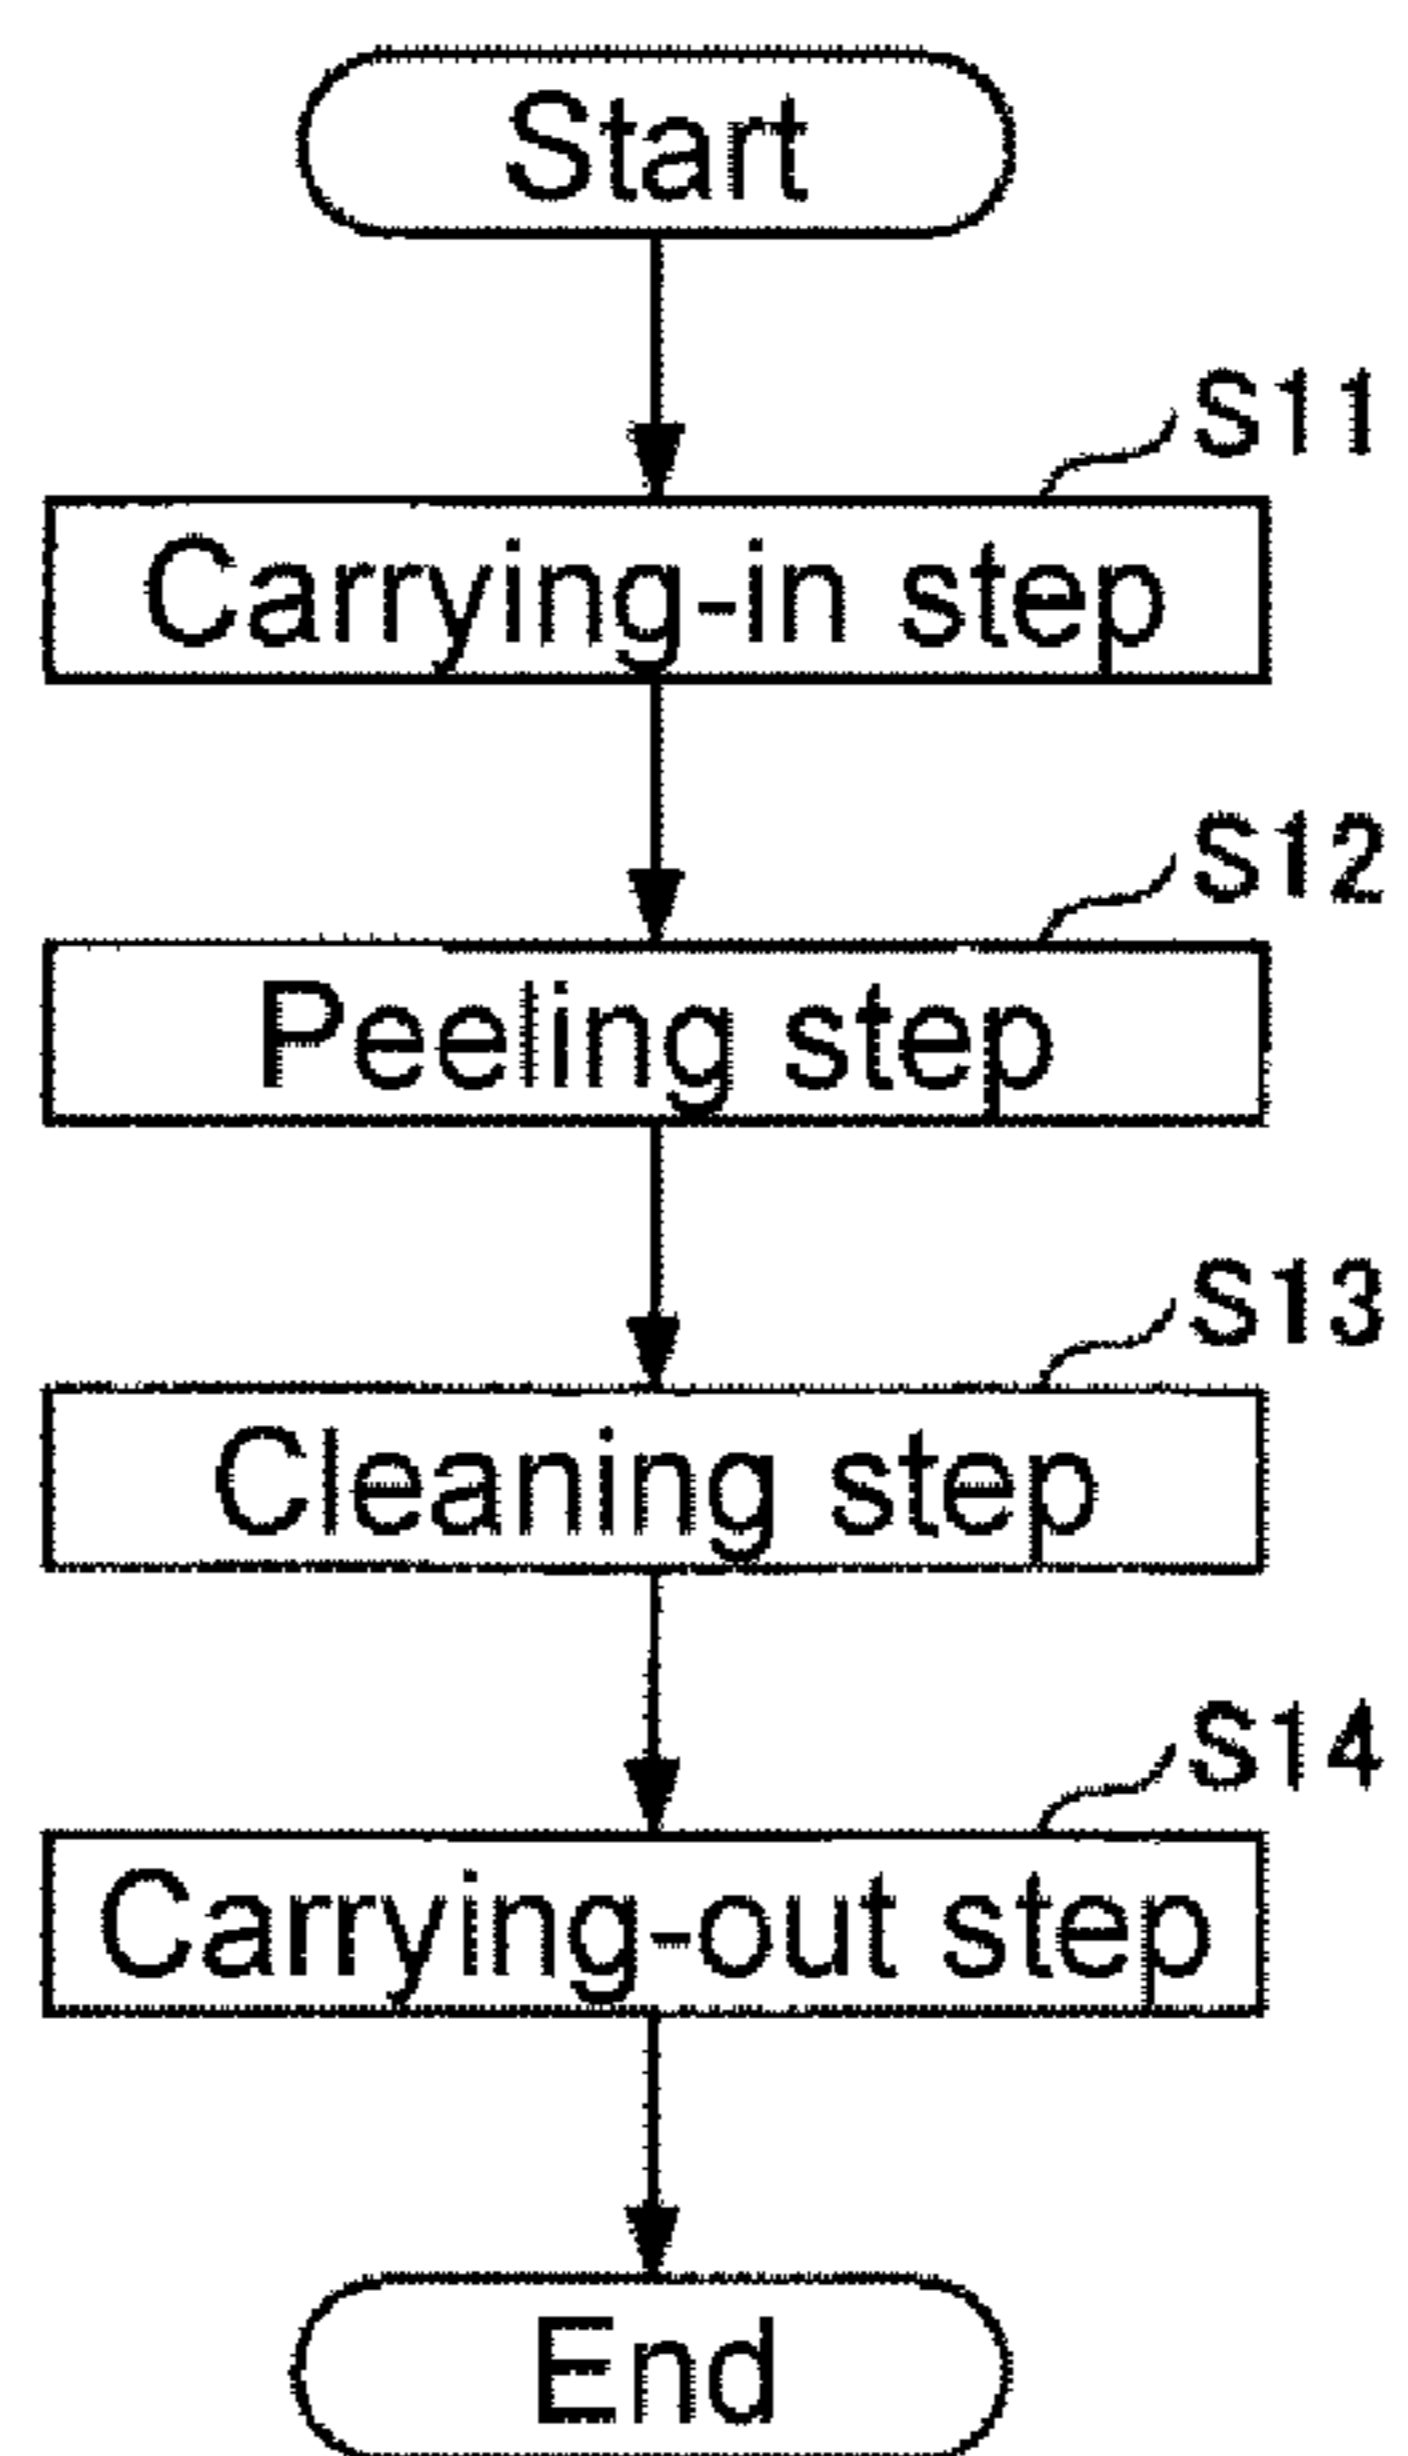 Start
S11
Carrying-in step
S12
Peeling step
S13
Cleaning step
S14
Carrying-out step
End